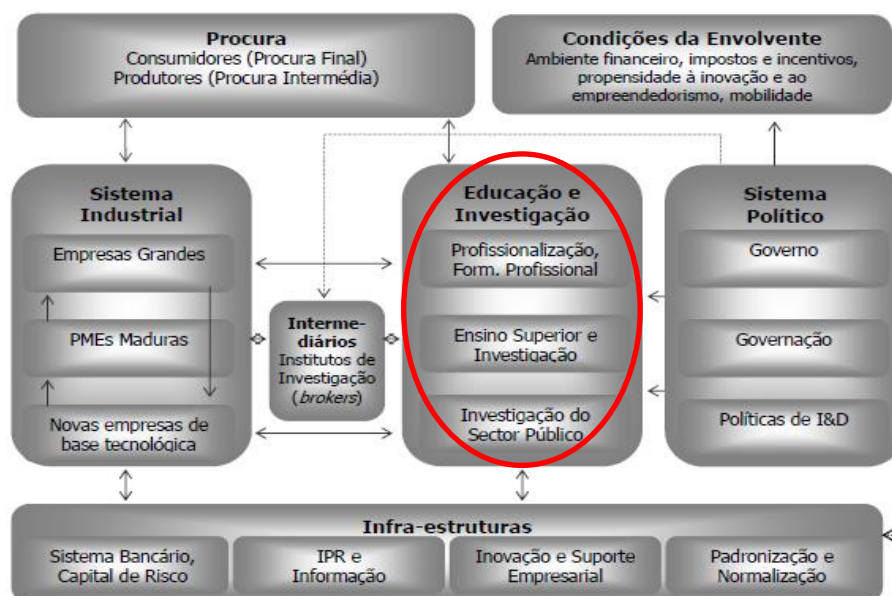 Procura
Consumidores (Procura Final)
Produtores (Procura Intermédia)
Condições da Envolvente
Ambiente financeiro, impostos e incentivos,
propensidade à inovação e ao
empreendedorismo, mobilidade
Sistema
Industrial
Empresas Grandes
PMEs Maduras
Novas empresas de
base tecnológica
Interme-
diários
Institutos de
Investigação
(brokers)
Educação e
Investigação
Profissionalização,
Form. Profissional
Ensino Superior e
Investigação
Investigação do
Sector Público
Sistema
Político
Governo
Governação
Políticas de I&D
Infra-estruturas
Sistema Bancário,
Capital de Risco
IPR e
Informação
Inovação e Suporte
Empresarial
Padronização e
Normalização